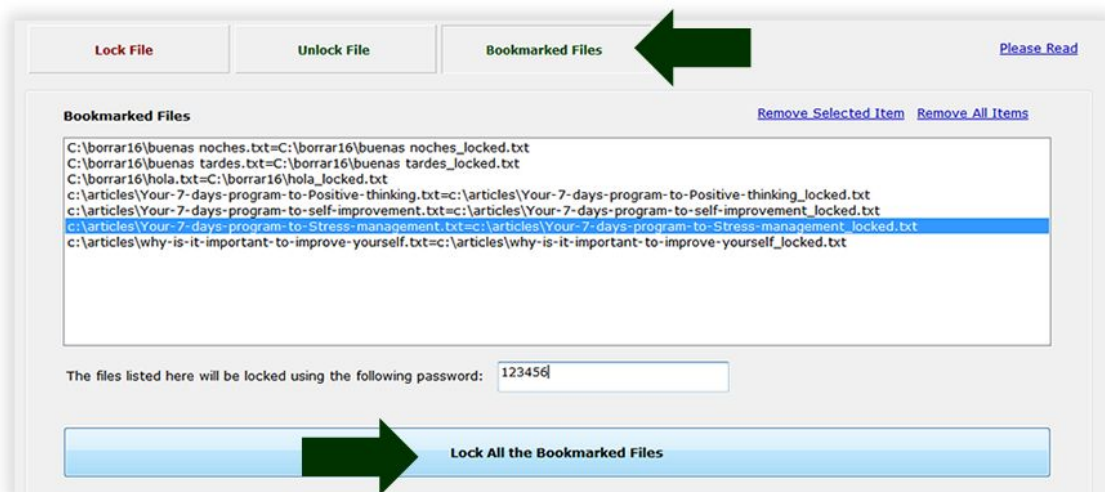 Lock File
Unlock File
Bookmarked Files
Please Read
Bookmarked Files
Remove Selected Item
Remove All Items
C:\borrar16\buenas noches.txt=C:\borrar16\buenas noches_locked.txt
C:\borrar16\buenas tardes.txt=C:\borrar16\buenas tardes_locked.txt
C:\borrar16\hola.txt=C:\borrar16\hola_locked.txt
c:\articles\Your-7-days-program-to-Positive-thinking.txt=c:\articles\Your-7-days-program-to-Positive-thinking_locked.txt
c:\articles\Your-7-days-program-to-self-improvement.txt=c:\articles\Your-7-days-program-to-self-improvement_locked.txt
c:\articles\Your-7-days-program-to-Stress-management.txt=c:\articles\Your-7-days-program-to-Stress-management_locked.txt
c:\articles\why-is-it-important-to-improve-yourself.txt=c:\articles\why-is-it-important-to-improve-yourself_locked.txt
The files listed here will be locked using the following password:
123456
Lock All the Bookmarked Files